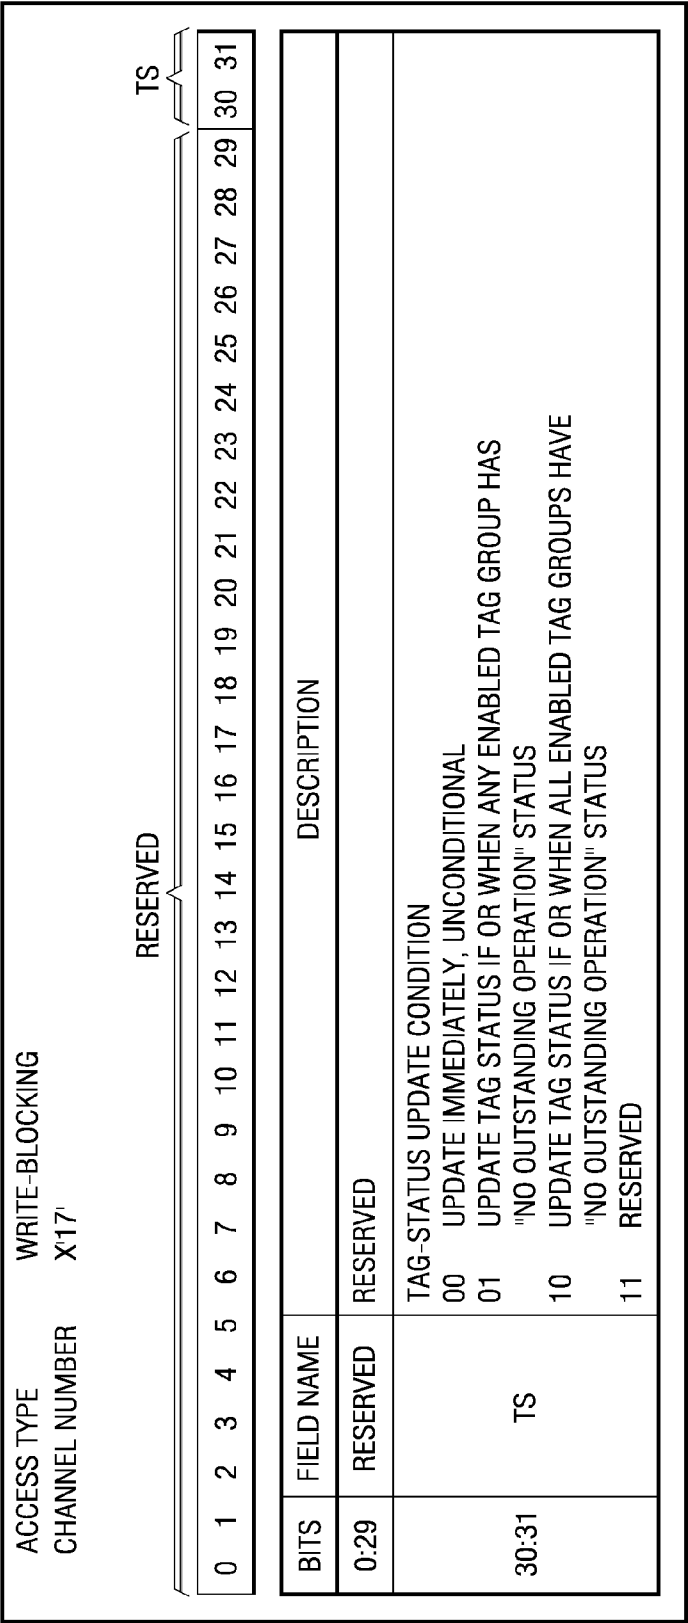 ACCESS TYPE WRITE-BLOCKING
CHANNEL NUMBER X'17'
RESERVED TS
0 1 2 3 4 5 6 7 8 9 10 11 12 13 14 15 16 17 18 19 20 21 22 23 24 25 26 27 28 29 30 31
BITS FIELD NAME DESCRIPTION
0:29 RESERVED RESERVED
30:31 TS TAG-STATUS UPDATE CONDITION
00 UPDATE IMMEDIATELY, UNCONDITIONAL
01 UPDATE TAG STATUS IF OR WHEN ANY ENABLED TAG GROUP HAS
"NO OUTSTANDING OPERATION" STATUS
10 UPDATE TAG STATUS IF OR WHEN ALL ENABLED TAG GROUPS HAVE
"NO OUTSTANDING OPERATION" STATUS
11 RESERVED